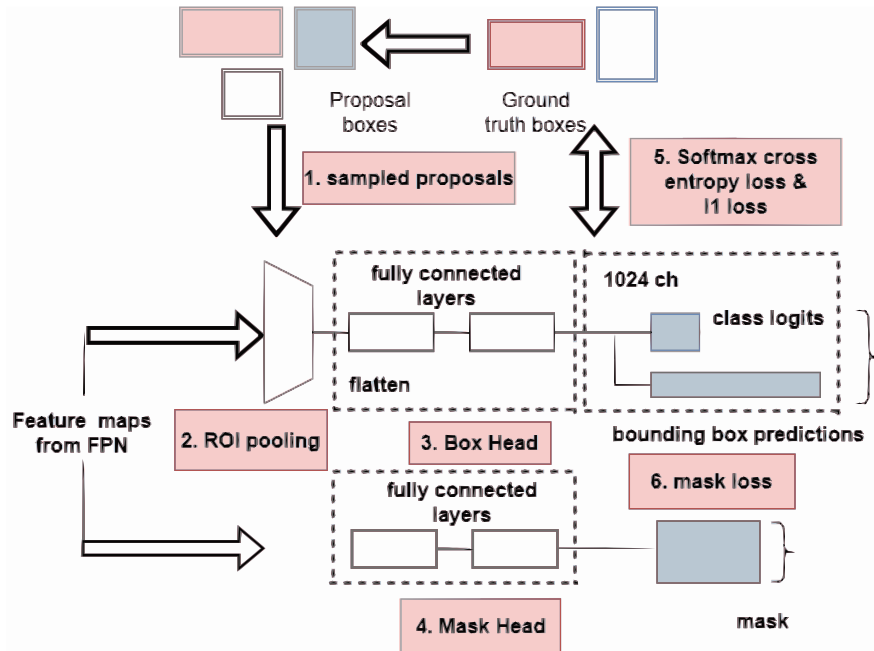 Proposal
boxes
Ground
truth boxes
1. sampled proposals
5. Softmax cross
entropy loss &
l1 loss
fully connected
layers
flatten
1024 ch
class logits
Feature maps
from FPN
2. ROI pooling
3. Box Head
bounding box predictions
6. mask loss
fully connected
layers
4. Mask Head
mask